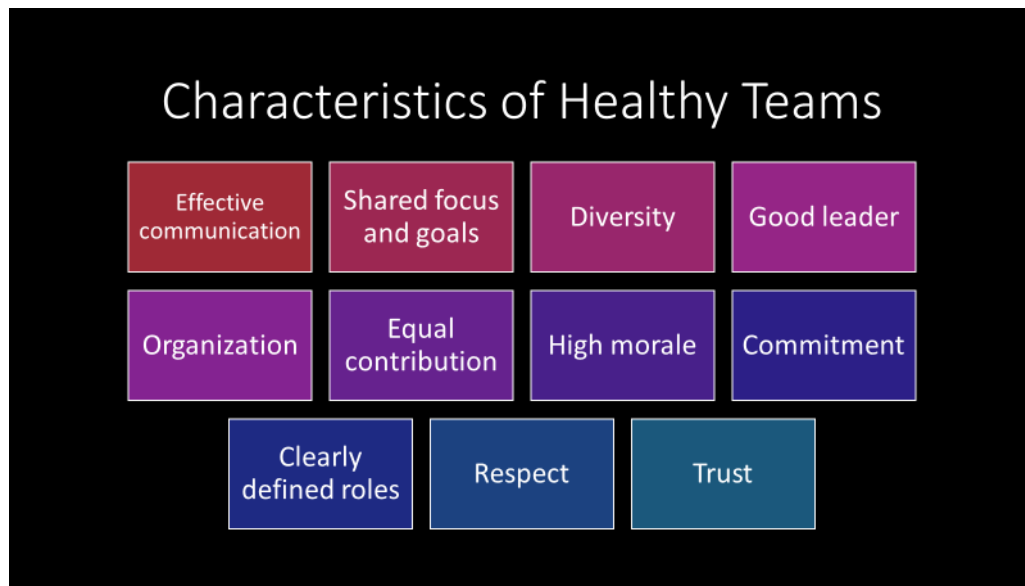 Characteristics of Healthy Teams
Effective
communication
Shared focus
and goals
Diversity
Good leader
Organization
Equal
contribution
High morale
Commitment
Clearly
defined roles
Respect
Trust